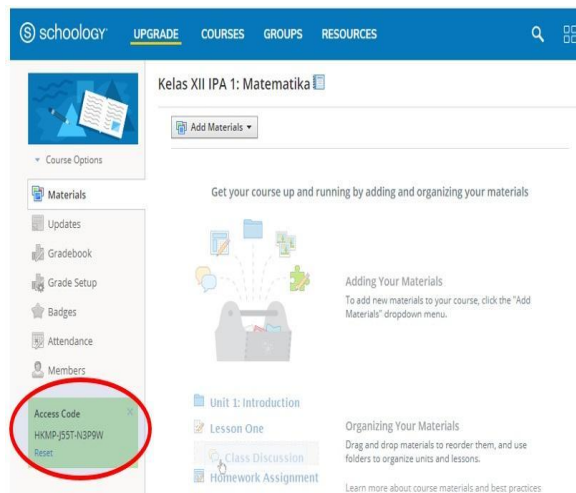 schoology UPGRADE COURSES GROUPS RESOURCES
Kelas XII IPA 1: Matematika
Add Materials
Course Options
Materials
Updates
Gradebook
Grade Setup
Badges
Attendance
Members
Access Code
HKMP-J55T-N3P9W
Reset
Get your course up and running by adding and organizing your materials
Adding Your Materials
To add new materials to your course, click the "Add
Materials" dropdown menu.
Unit 1: Introduction
Lesson One
Class Discussion
Homework Assignment
Organizing Your Materials
Drag and drop materials to reorder them, and use
folders to organize units and lessons.
Learn more about course materials and best practices